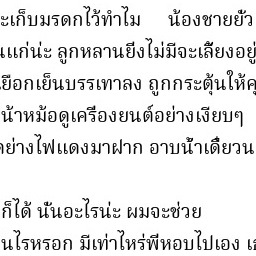 ะเก็บมรดกไว้ทำไม น้องชายยั่ว
แก่น่ะ ลูกหลานยิ่งไม่มีจะเลี้ยงอยู่
ยือกเย็นบรรเทาลง ถูกกระตุ้นให้
น้าหม้อดูเครื่องยนต์อย่างเงียบๆ
ย่างไฟแดงมาฝาก อาบน้ำเดี๋ยวน
ก็ได้ นั่นอะไรน่ะ ผมจะช่วย
นไรหรอก มีเท่าไหร่พี่หอบไปเอง